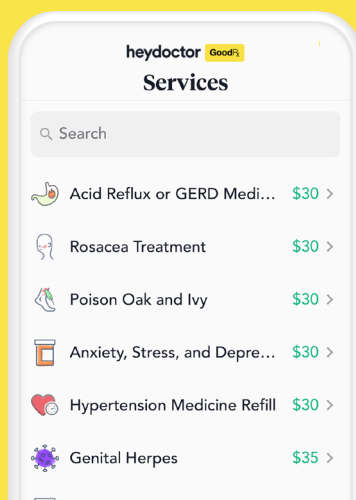 heydoctor GoodRx
Services
Search
Acid Reflux or GERD Medi... $30
Rosacea Treatment $30
Poison Oak and Ivy $30
Anxiety, Stress, and Depre... $30
Hypertension Medicine Refill $30
Genital Herpes $35